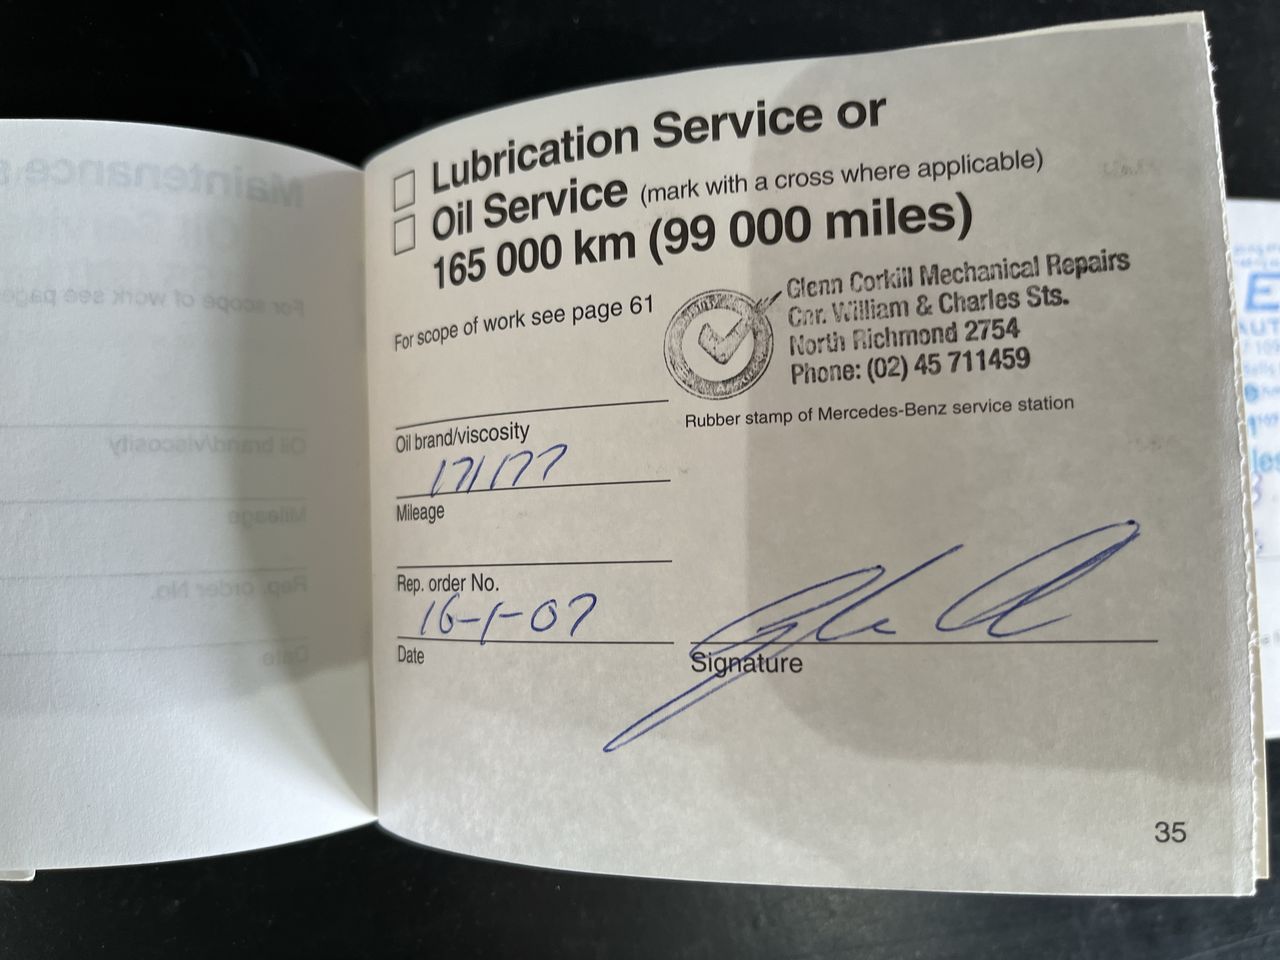 Lubrication Service or
Oil Service (mark with a cross where applicable)
165 000 km (99 000 miles)
For scope of work see page 61
Glenn Corkill Mechanical Repairs
Cnr. William & Charles Sts.
North Richmond 2754
Phone: (02) 45 711459
Rubber stamp of Mercedes-Benz service station
Oil brand/viscosity
171177
Mileage
Rep. order No.
16-1-07
Date
Signature
35